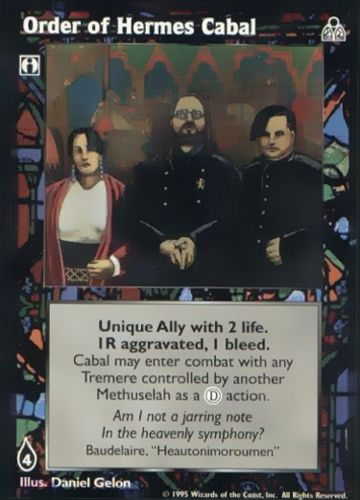 Order of Hermes Cabal
Unique Ally with 2 life.
1R aggravated, 1 bleed.
Cabal may enter combat with any
Tremere controlled by another
Methuselah as a D action.
Am I not a jarring note
In the heavenly symphony?
Baudelaire, "Heautonimoroumen"
4
Illus. Daniel Gelon
© 1995 Wizards of the Coast, Inc. All Rights Reserved.